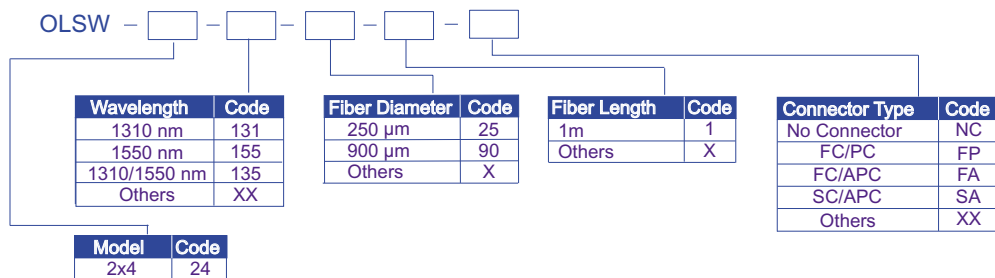 OLSW – – – – –
Wavelength Code
1310 nm 131
1550 nm 155
1310/1550 nm 135
Others XX
Fiber Diameter Code
250 µm 25
900 µm 90
Others X
Fiber Length Code
1m 1
Others X
Connector Type Code
No Connector NC
FC/PC FP
FC/APC FA
SC/APC SA
Others XX
Model Code
2x4 24